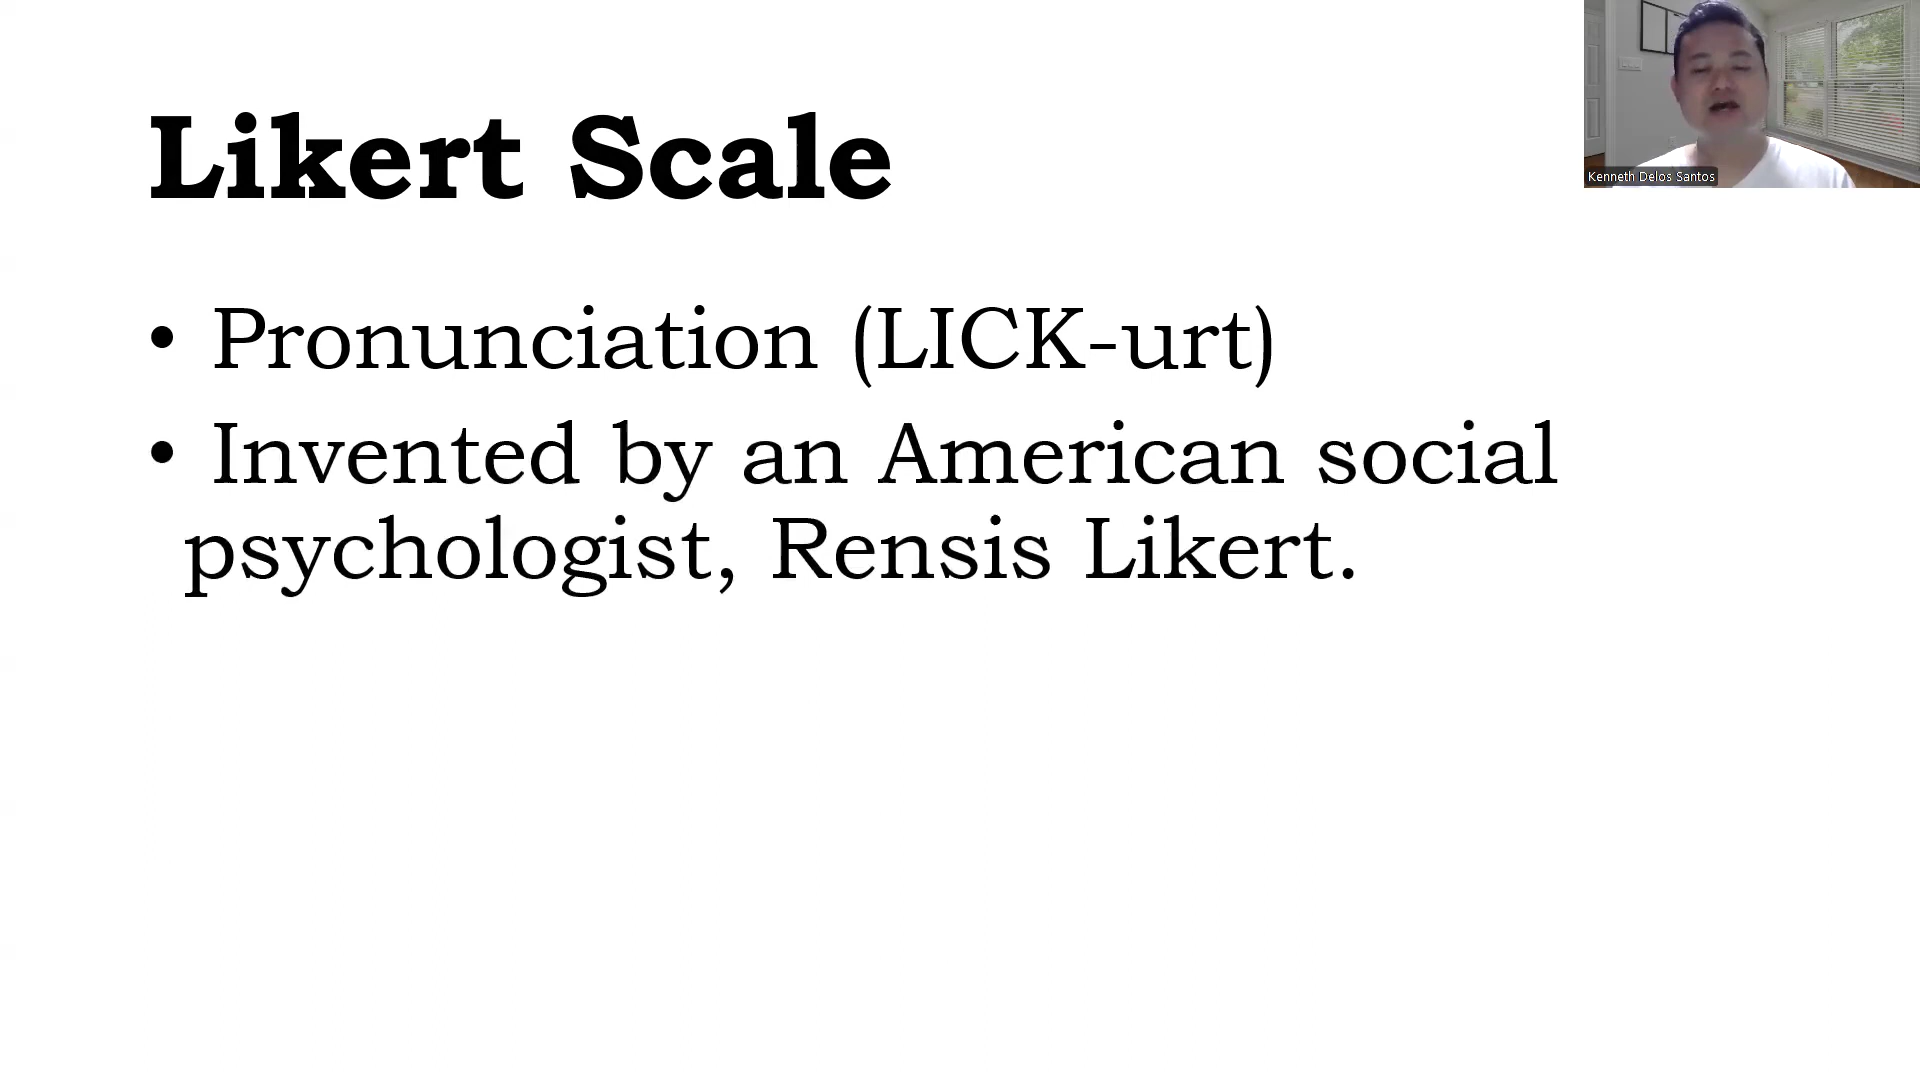 Likert Scale
• Pronunciation (LICK-urt)
• Invented by an American social
psychologist, Rensis Likert.
Kenneth Delos Santos